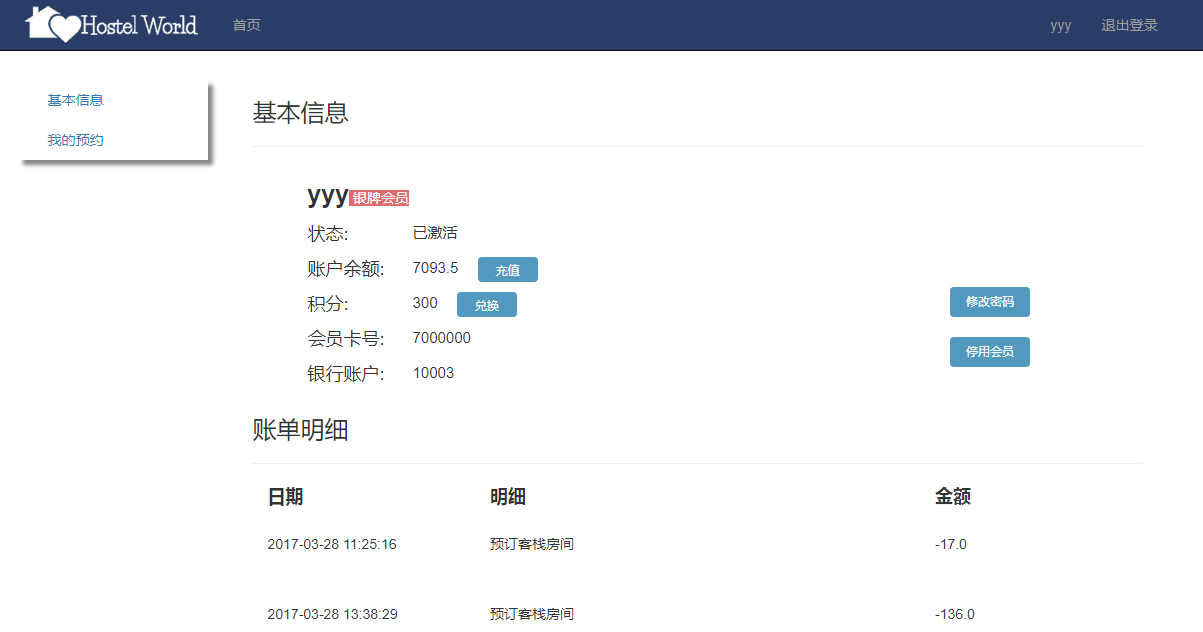 Hostel World 首页 yyy 退出登录
基本信息
我的预约
基本信息
yyy 银牌会员
状态: 已激活
账户余额: 7093.5 充值
积分: 300 兑换
会员卡号: 7000000
银行账户: 10003
修改密码
停用会员
账单明细
日期 明细 金额
2017-03-28 11:25:16 预订客栈房间 -17.0
2017-03-28 13:38:29 预订客栈房间 -136.0